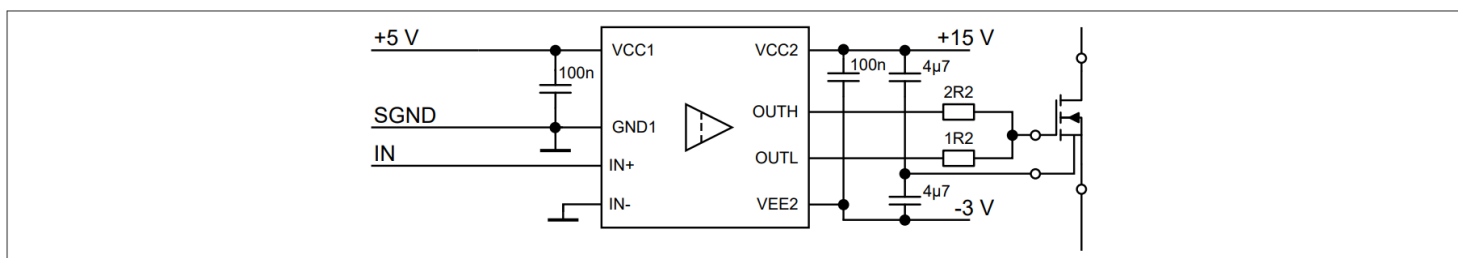 +5 V
VCC1
VCC2
+15 V
100n
100n
4µ7
2R2
SGND
GND1
OUTH
1R2
IN
IN+
OUTL
IN-
VEE2
4µ7
-3 V